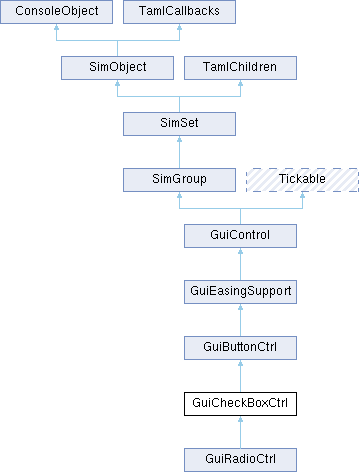 ConsoleObject
TamlCallbacks
SimObject
TamlChildren
SimSet
SimGroup
Tickable
GuiControl
GuiEasingSupport
GuiButtonCtrl
GuiCheckBoxCtrl
GuiRadioCtrl